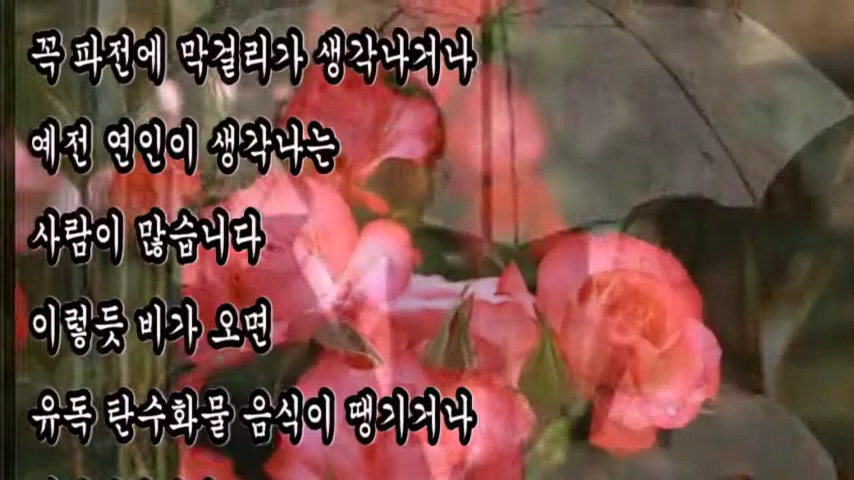 꼭 파전에 막걸리가 생각나거나
예전 연인이 생각나는
사람이 많습니다
이렇듯 비가 오면
유독 탄수화물 음식이 땡기거나